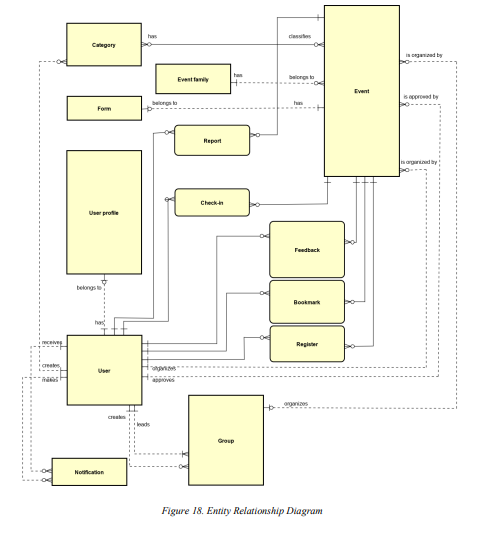 has
classifies
Category
is organized by
Event family
has
belongs to
Event
is approved by
Form
belongs to
has
Report
is organized by
User profile
Check-in
Feedback
belongs to
Bookmark
has
receives
Register
creates
User
organizes
makes
approves
creates
leads
organizes
Group
Notification
Figure 18. Entity Relationship Diagram